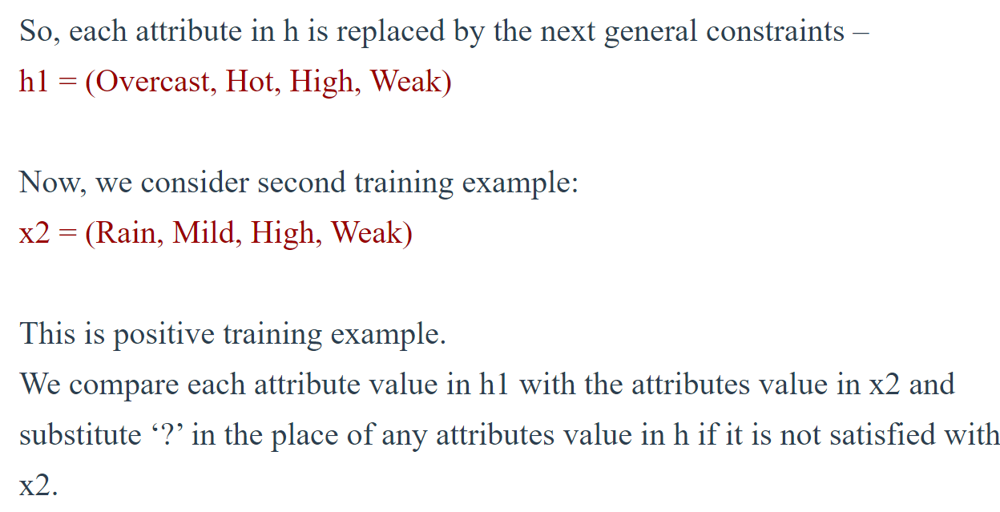 So, each attribute in h is replaced by the next general constraints –
h1 = (Overcast, Hot, High, Weak)
Now, we consider second training example:
x2 = (Rain, Mild, High, Weak)
This is positive training example.
We compare each attribute value in h1 with the attributes value in x2 and
substitute ‘?’ in the place of any attributes value in h if it is not satisfied with
x2.